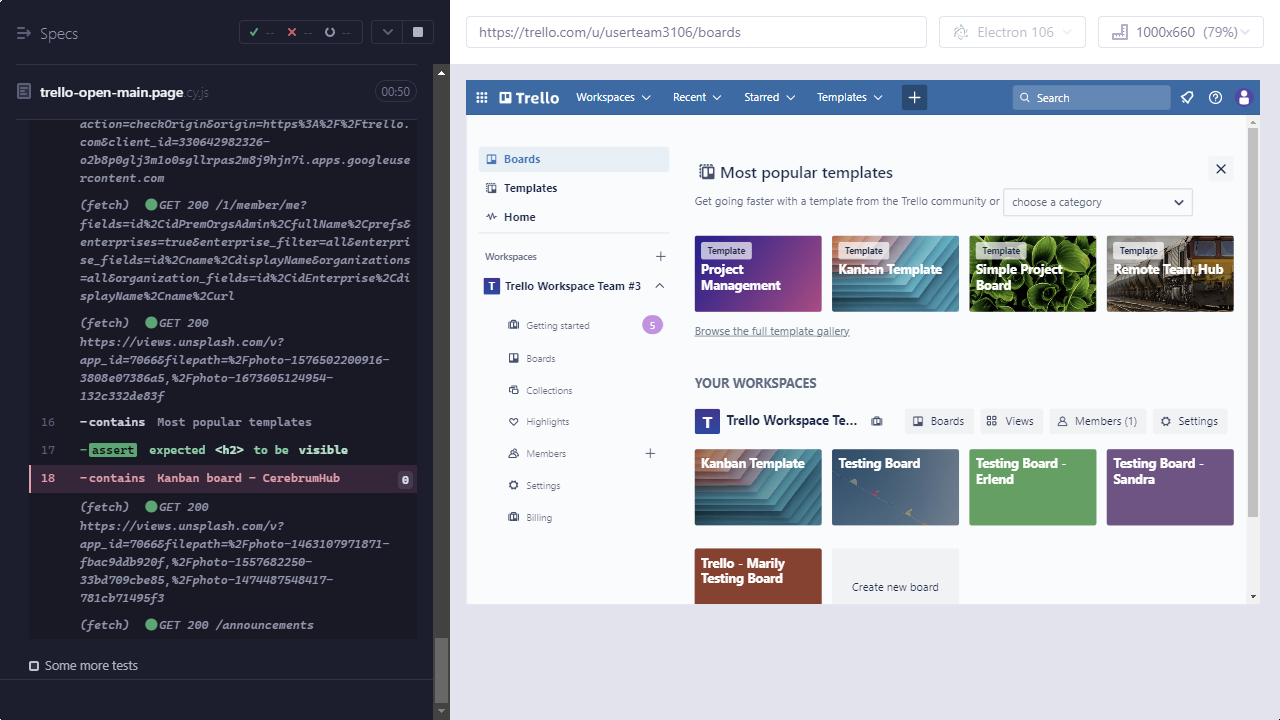 Specs
--
--
--
trello-open-main.page.cy.js
00:50
action=checkOrigin&origin=https%3A%2F%2Ftrello.
com&client_id=330642982326-
o2b8p0glj3m1o0sgllrpas2m8j9hjn7i.apps.googleuse
rcontent.com
(fetch) GET 200 /1/member/me?
fields=id%2CidPremOrgsAdmin%2CfullName%2Cprefs&
enterprises=true&enterprise_filter=all&enterpri
se_fields=id%2Cname%2CdisplayName&organizations
=all&organization_fields=id%2CidEnterprise%2Cdi
splayName%2Cname%2Curl
(fetch) GET 200
https://views.unsplash.com/v?
app_id=7066&filepath=%2Fphoto-1576502200916-
3808e07386a5,%2Fphoto-1673605124954-
132c332de83f
16 -contains Most popular templates
17 -assert expected <h2> to be visible
18 -contains Kanban board – CerebrumHub 0
(fetch) GET 200
https://views.unsplash.com/v?
app_id=7066&filepath=%2Fphoto-1463107971871-
fbac9ddb920f,%2Fphoto-1557682250-
33bd709cbe85,%2Fphoto-1474487548417-
781cb71495f3
(fetch) GET 200 /announcements
Some more tests
https://trello.com/u/userteam3106/boards
Electron 106
1000x660 (79%)
Trello
Workspaces
Recent
Starred
Templates
Search
Boards
Templates
Home
Workspaces
T Trello Workspace Team #3
Getting started 5
Boards
Collections
Highlights
Members
Settings
Billing
Most popular templates
Get going faster with a template from the Trello community or choose a category
Template
Project
Management
Template
Kanban Template
Template
Simple Project
Board
Template
Remote Team Hub
Browse the full template gallery
YOUR WORKSPACES
T Trello Workspace Te...
Boards
Views
Members (1)
Settings
Kanban Template
Testing Board
Testing Board -
Erlend
Testing Board -
Sandra
Trello - Marily
Testing Board
Create new board